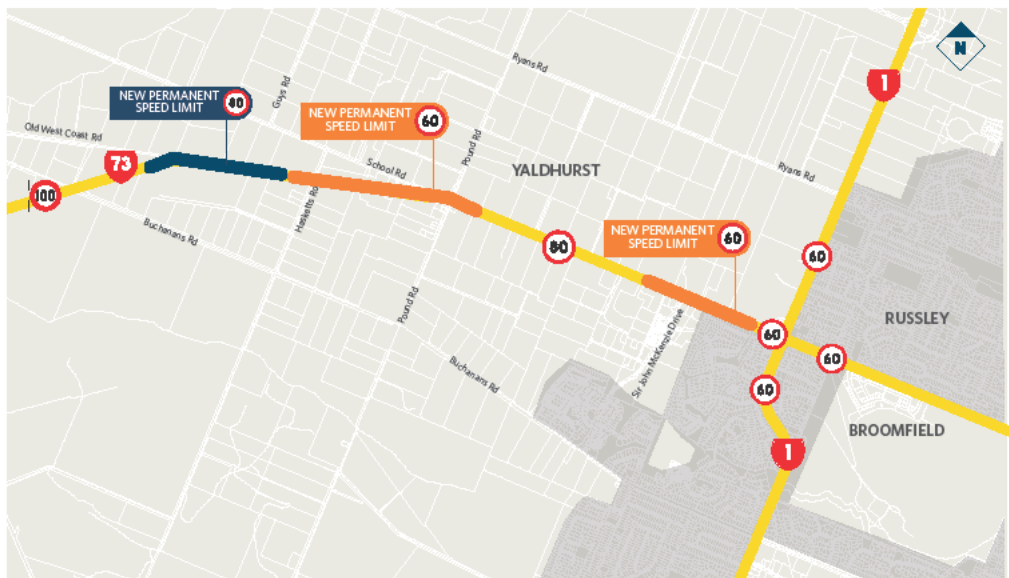 Ryans Rd
1
N
NEW PERMANENT
SPEED LIMIT
80
Guys Rd
NEW PERMANENT
SPEED LIMIT
60
Old West Coast Rd
73
School Rd
Pound Rd
YALDHURST
Ryans Rd
100
Hasketts Rd
Buchanans Rd
NEW PERMANENT
SPEED LIMIT
60
80
60
Pound Rd
RUSSLEY
Sir John McKenzie Drive
60
60
Buchanans Rd
60
BROOMFIELD
1